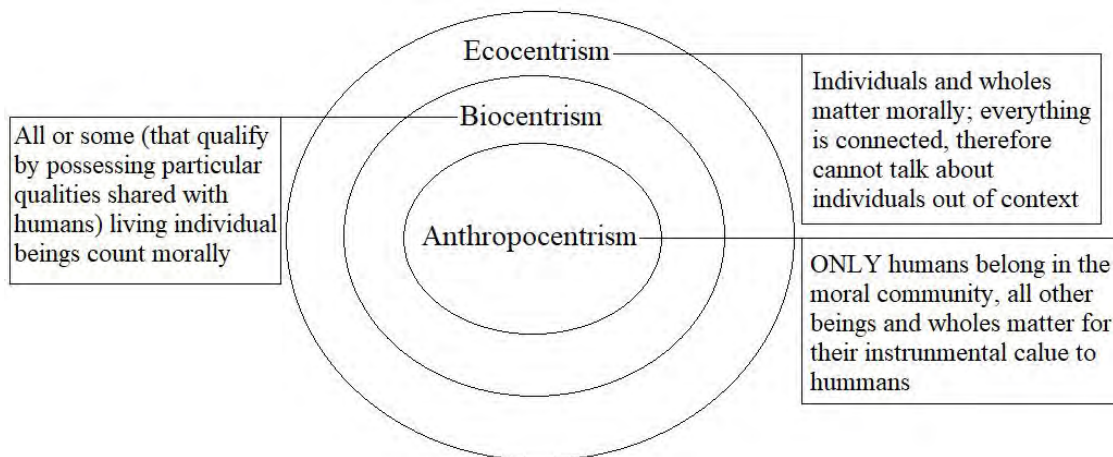 Ecocentrism
Individuals and wholes
matter morally; everything
is connected, therefore
cannot talk about
individuals out of context
Biocentrism
All or some (that qualify
by possessing particular
qualities shared with
humans) living individual
beings count morally
Anthropocentrism
ONLY humans belong in the
moral community, all other
beings and wholes matter for
their instrunmental calue to
hummans